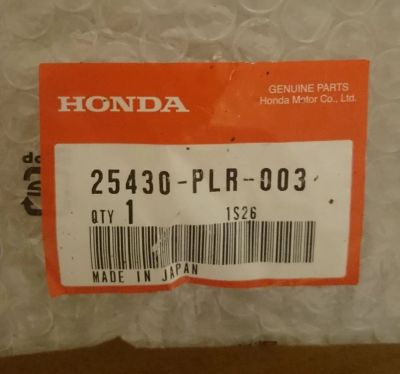 GENUINE PARTS
HONDA
Honda Motor Co., Ltd.
25430-PLR-003
QTY 1 1S26
MADE IN JAPAN